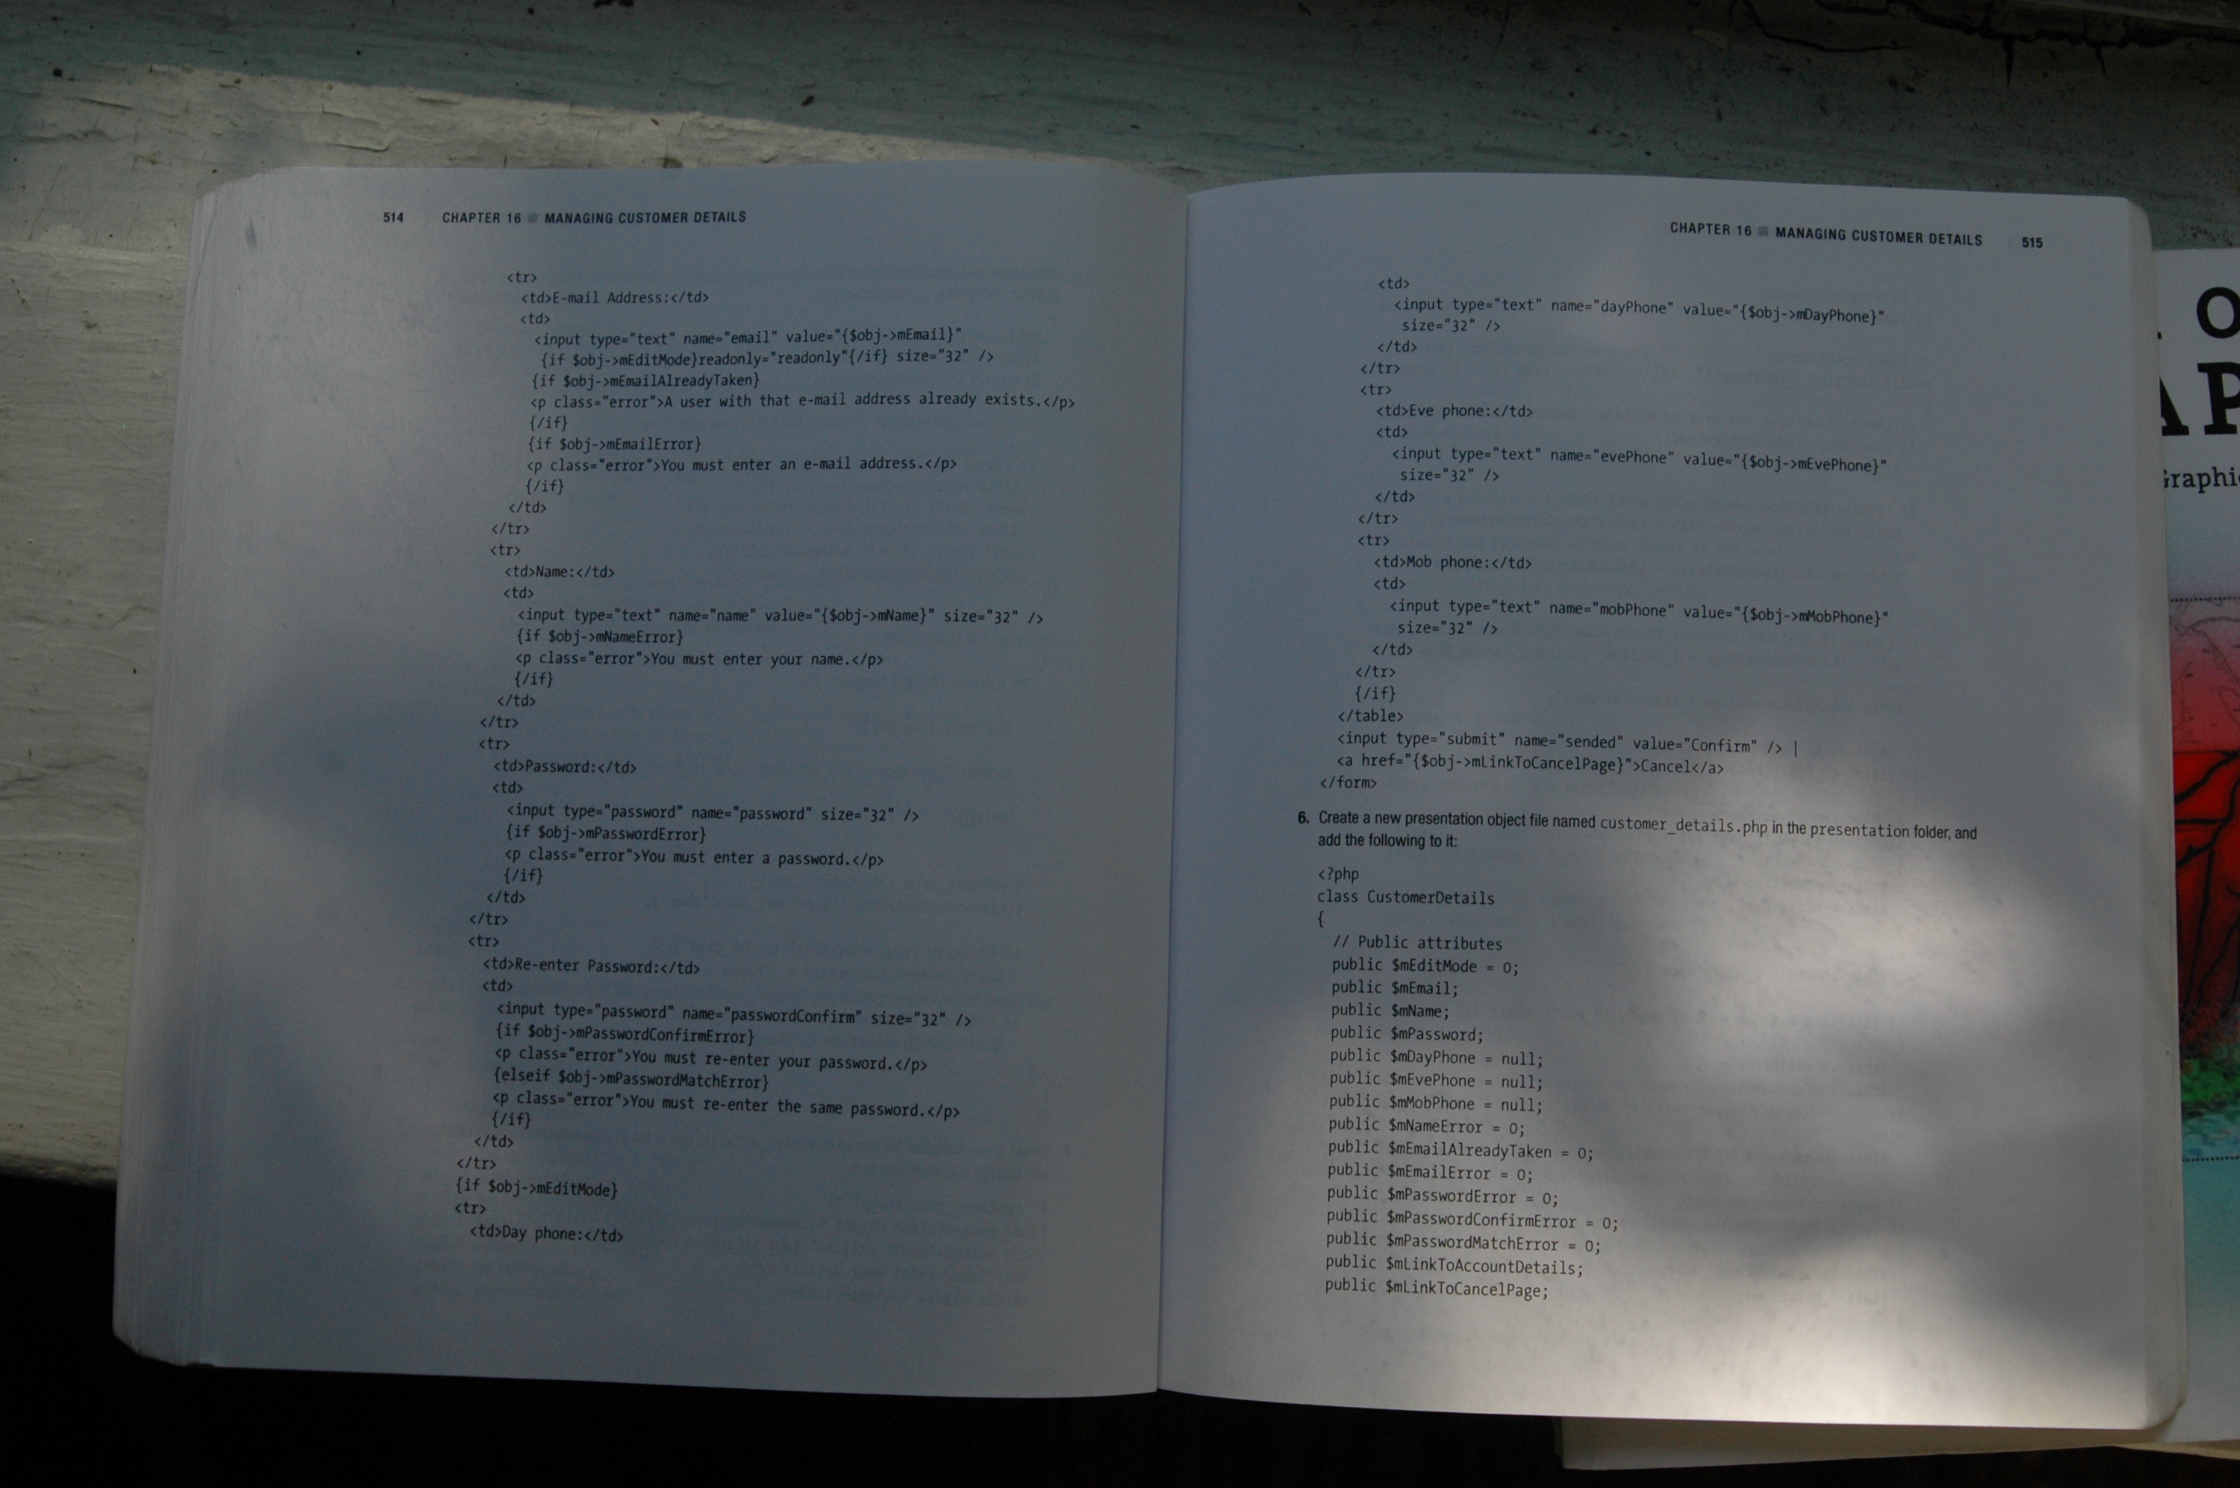 514 CHAPTER 16 ■ MANAGING CUSTOMER DETAILS
<tr>
<td>E-mail Address:</td>
<td>
<input type="text" name="email" value="{$obj->mEmail}"
{if $obj->mEditMode}readonly="readonly"{/if} size="32" />
{if $obj->mEmailAlreadyTaken}
<p class="error">A user with that e-mail address already exists.</p>
{/if}
{if $obj->mEmailError}
<p class="error">You must enter an e-mail address.</p>
{/if}
</td>
</tr>
<tr>
<td>Name:</td>
<td>
<input type="text" name="name" value="{$obj->mName}" size="32" />
{if $obj->mNameError}
<p class="error">You must enter your name.</p>
{/if}
</td>
</tr>
<tr>
<td>Password:</td>
<td>
<input type="password" name="password" size="32" />
{if $obj->mPasswordError}
<p class="error">You must enter a password.</p>
{/if}
</td>
</tr>
<tr>
<td>Re-enter Password:</td>
<td>
<input type="password" name="passwordConfirm" size="32" />
{if $obj->mPasswordConfirmError}
<p class="error">You must re-enter your password.</p>
{elseif $obj->mPasswordMatchError}
<p class="error">You must re-enter the same password.</p>
{/if}
</td>
</tr>
{if $obj->mEditMode}
<tr>
<td>Day phone:</td>
CHAPTER 16 ■ MANAGING CUSTOMER DETAILS 515
<td>
<input type="text" name="dayPhone" value="{$obj->mDayPhone}"
size="32" />
</td>
</tr>
<tr>
<td>Eve phone:</td>
<td>
<input type="text" name="evePhone" value="{$obj->mEvePhone}"
size="32" />
</td>
</tr>
<tr>
<td>Mob phone:</td>
<td>
<input type="text" name="mobPhone" value="{$obj->mMobPhone}"
size="32" />
</td>
</tr>
{/if}
</table>
<input type="submit" name="sended" value="Confirm" /> |
<a href="{$obj->mLinkToCancelPage}">Cancel</a>
</form>
6. Create a new presentation object file named customer_details.php in the presentation folder, and
add the following to it:
<?php
class CustomerDetails
{
// Public attributes
public $mEditMode = 0;
public $mEmail;
public $mName;
public $mPassword;
public $mDayPhone = null;
public $mEvePhone = null;
public $mMobPhone = null;
public $mNameError = 0;
public $mEmailAlreadyTaken = 0;
public $mEmailError = 0;
public $mPasswordError = 0;
public $mPasswordConfirmError = 0;
public $mPasswordMatchError = 0;
public $mLinkToAccountDetails;
public $mLinkToCancelPage;